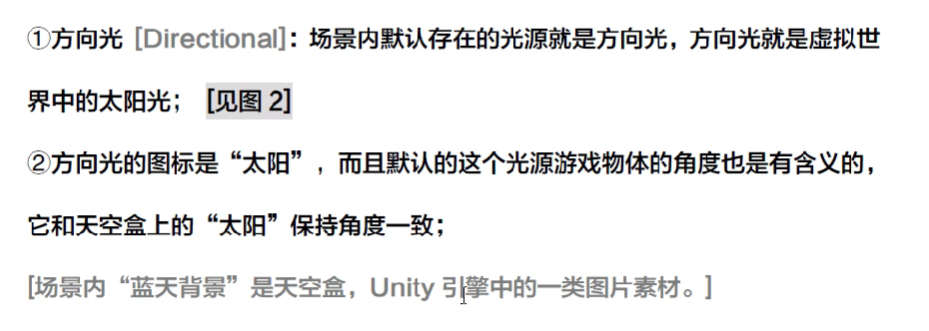 ①方向光 [Directional]：场景内默认存在的光源就是方向光，方向光就是虚拟世
界中的太阳光； [见图 2]
②方向光的图标是“太阳”，而且默认的这个光源游戏物体的角度也是有含义的，
它和天空盒上的“太阳”保持角度一致；
[场景内“蓝天背景”是天空盒，Unity 引擎中的一类图片素材。]